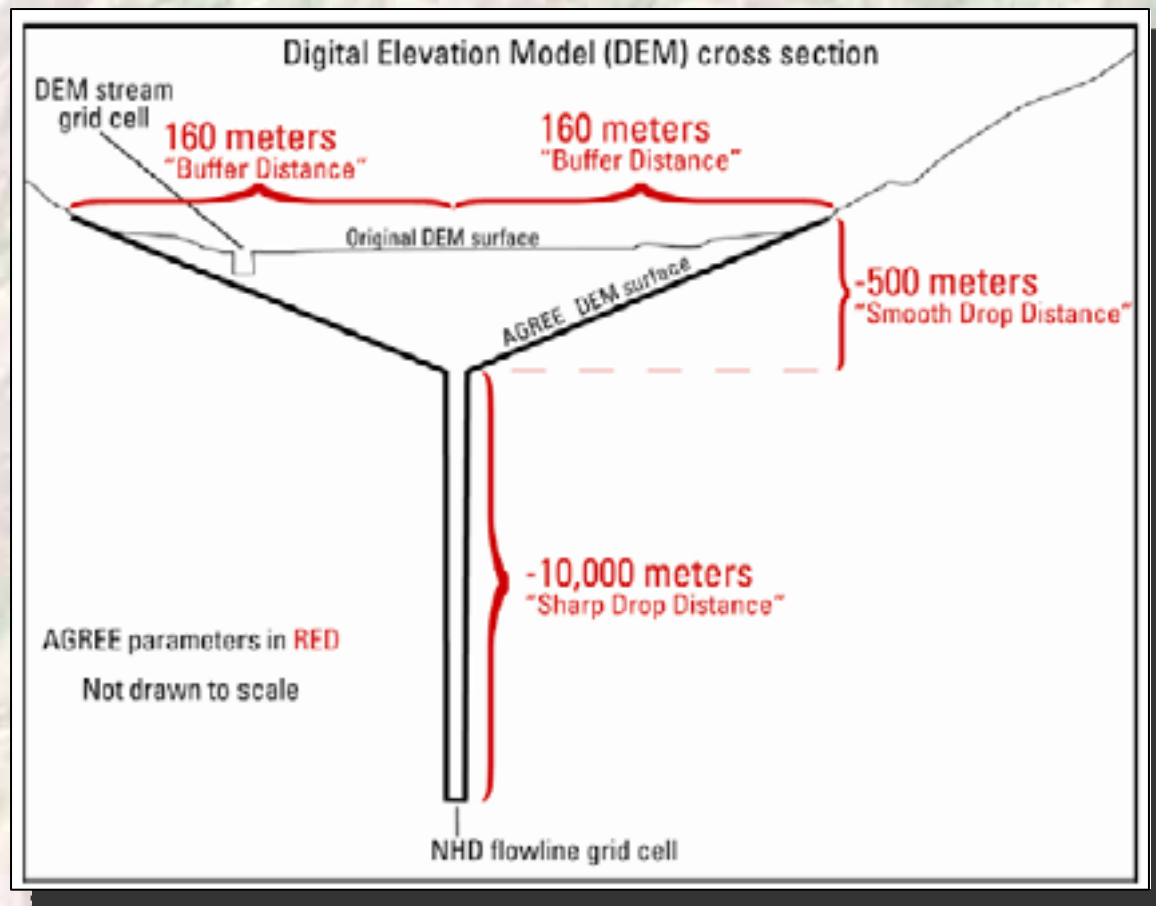 Digital Elevation Model (DEM) cross section
DEM stream
grid cell
160 meters
"Buffer Distance"
160 meters
"Buffer Distance"
Original DEM surface
AGREE DEM surface
-500 meters
"Smooth Drop Distance"
-10,000 meters
"Sharp Drop Distance"
AGREE parameters in RED
Not drawn to scale
NHD flowline grid cell